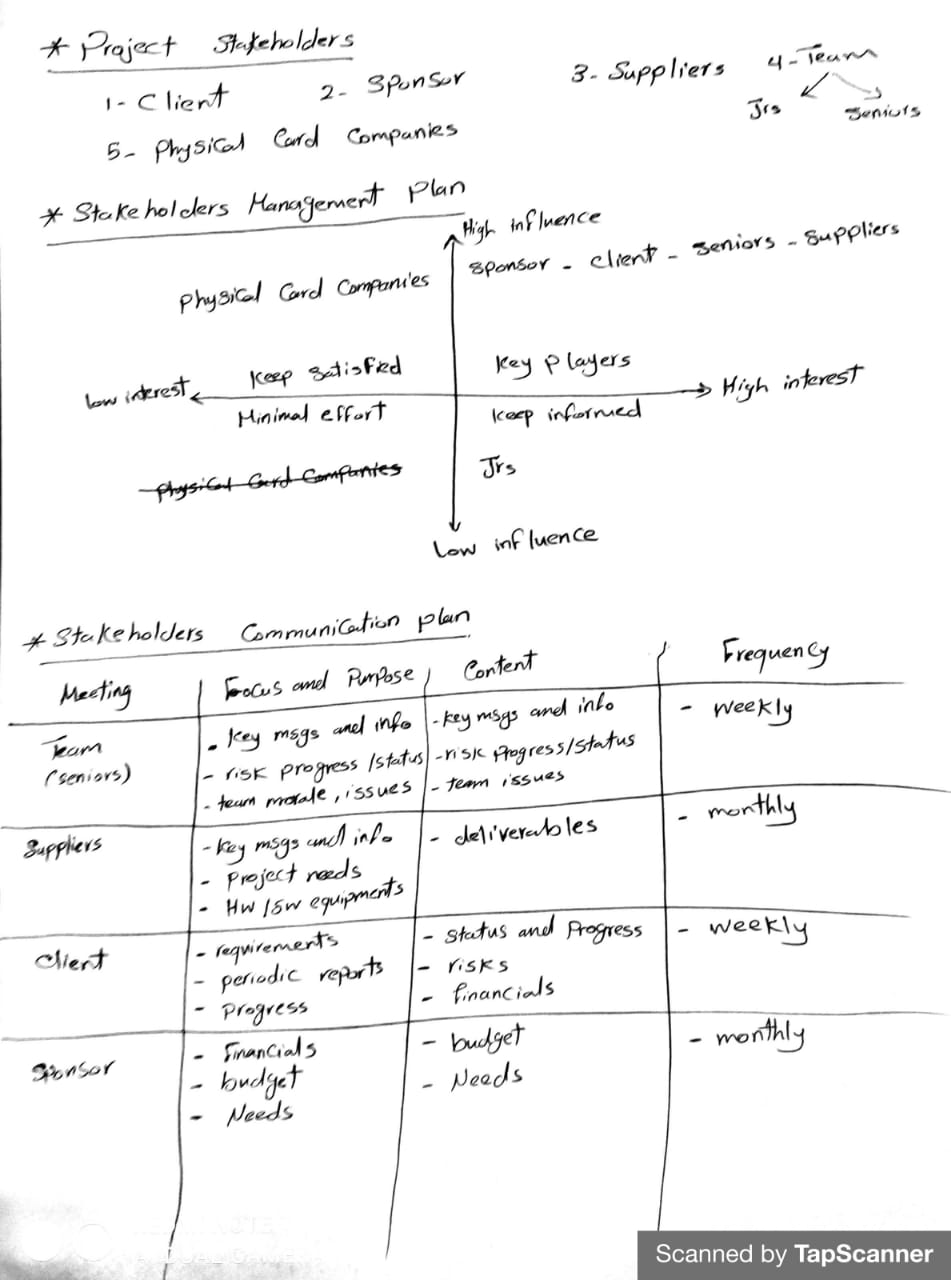 * Project Stakeholders
1- Client 2- Sponsor 3- Suppliers 4- Team
Jrs Seniors
5- Physical Card Companies
* Stakeholders Management Plan
High influence
Sponsor - Client - Seniors - Suppliers
Physical Card Companies
Keep Satisfied Key Players
Low interest High interest
Minimal effort Keep informed
Physical Card Companies Jrs
Low influence
* Stakeholders Communication plan
Meeting Focus and Purpose Content Frequency
Team - key msgs and info - key msgs and info - weekly
(seniors) - risk progress /status - risk progress/status
- team morale, issues - team issues
Suppliers - key msgs and info - deliverables - monthly
- Project needs
- HW /SW equipments
Client - requirements - Status and Progress - weekly
- periodic reports - risks
- progress - financials
Sponsor - Financials - budget - monthly
- budget - Needs
- Needs
Scanned by TapScanner